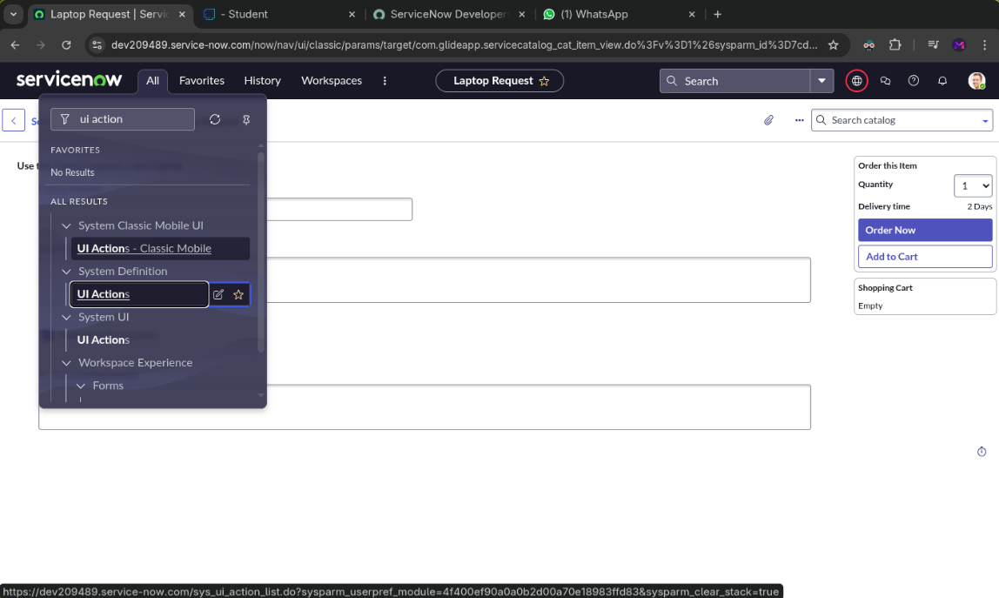 Laptop Request | Servic
- Student
ServiceNow Developer
(1) WhatsApp
dev209489.service-now.com/now/nav/ui/classic/params/target/com.glideapp.servicecatalog_cat_item_view.do%3Fv%3D1%26sysparm_id%3D7cd...
servicenow
All
Favorites
History
Workspaces
Laptop Request
Search
ui action
Search catalog
FAVORITES
No Results
ALL RESULTS
System Classic Mobile UI
UI Actions - Classic Mobile
System Definition
UI Actions
System UI
UI Actions
Workspace Experience
Forms
Use t
Order this Item
Quantity
1
Delivery time
2 Days
Order Now
Add to Cart
Shopping Cart
Empty
https://dev209489.service-now.com/sys_ui_action_list.do?sysparm_userpref_module=4f400ef90a0a0b2d00a70e18983ffd83&sysparm_clear_stack=true